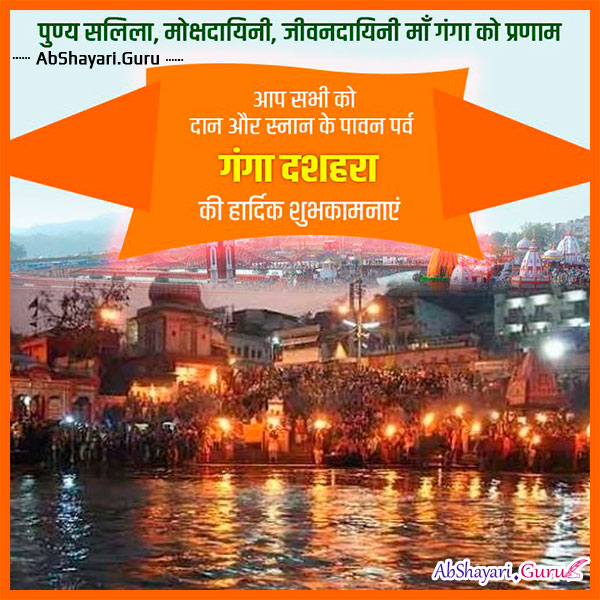 पुण्य सलिला, मोक्षदायिनी, जीवनदायिनी माँ गंगा को प्रणाम
AbShayari.Guru
आप सभी को
दान और स्नान के पावन पर्व
गंगा दशहरा
की हार्दिक शुभकामनाएं
AbShayari.Guru